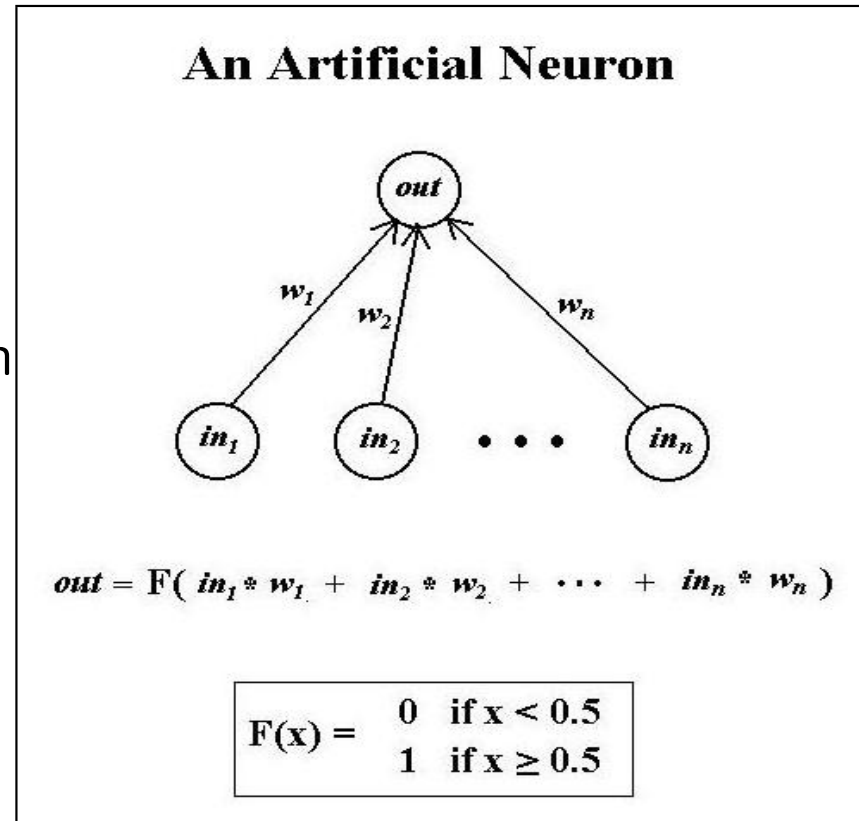 An Artificial Neuron
out
w₁
w₂
wₙ
n
in₁ in₂ • • • inₙ
out = F( in₁ * w₁ + in₂ * w₂ + ··· + inₙ * wₙ )
F(x) = 0 if x < 0.5
1 if x ≥ 0.5